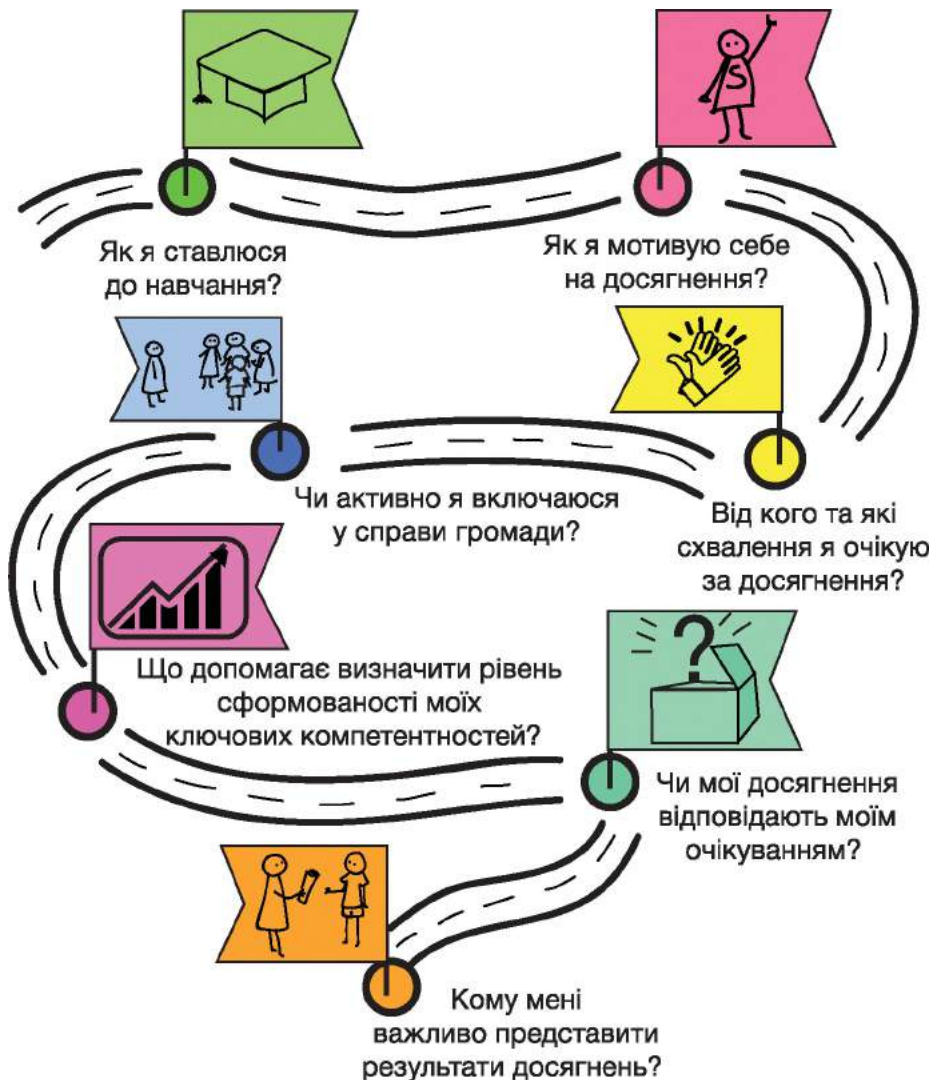 S
Як я ставлюся
до навчання?
Як я мотивую себе
на досягнення?
Від кого та які
схвалення я очікую
за досягнення?
Чи активно я включаюся
у справи громади?
Що допомагає визначити рівень
сформованості моїх
ключових компетентностей?
?
Чи мої досягнення
відповідають моїм
очікуванням?
Кому мені
важливо представити
результати досягнень?